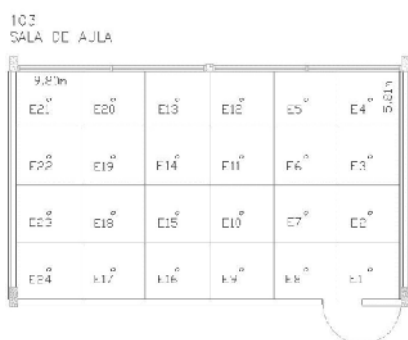 103
SALA DE AULA
9,80m
5,81m
E21 E20 E13 E12 E5 E4
E22 E19 E14 E11 E6 E3
E23 E18 E15 E10 E7 E2
E24 E17 E16 E9 E8 E1